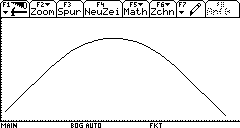 F1 F2 Zoom F3 Spur F4 NeuZei F5 Math F6 Zchn F7
MAIN BOG AUTO FKT